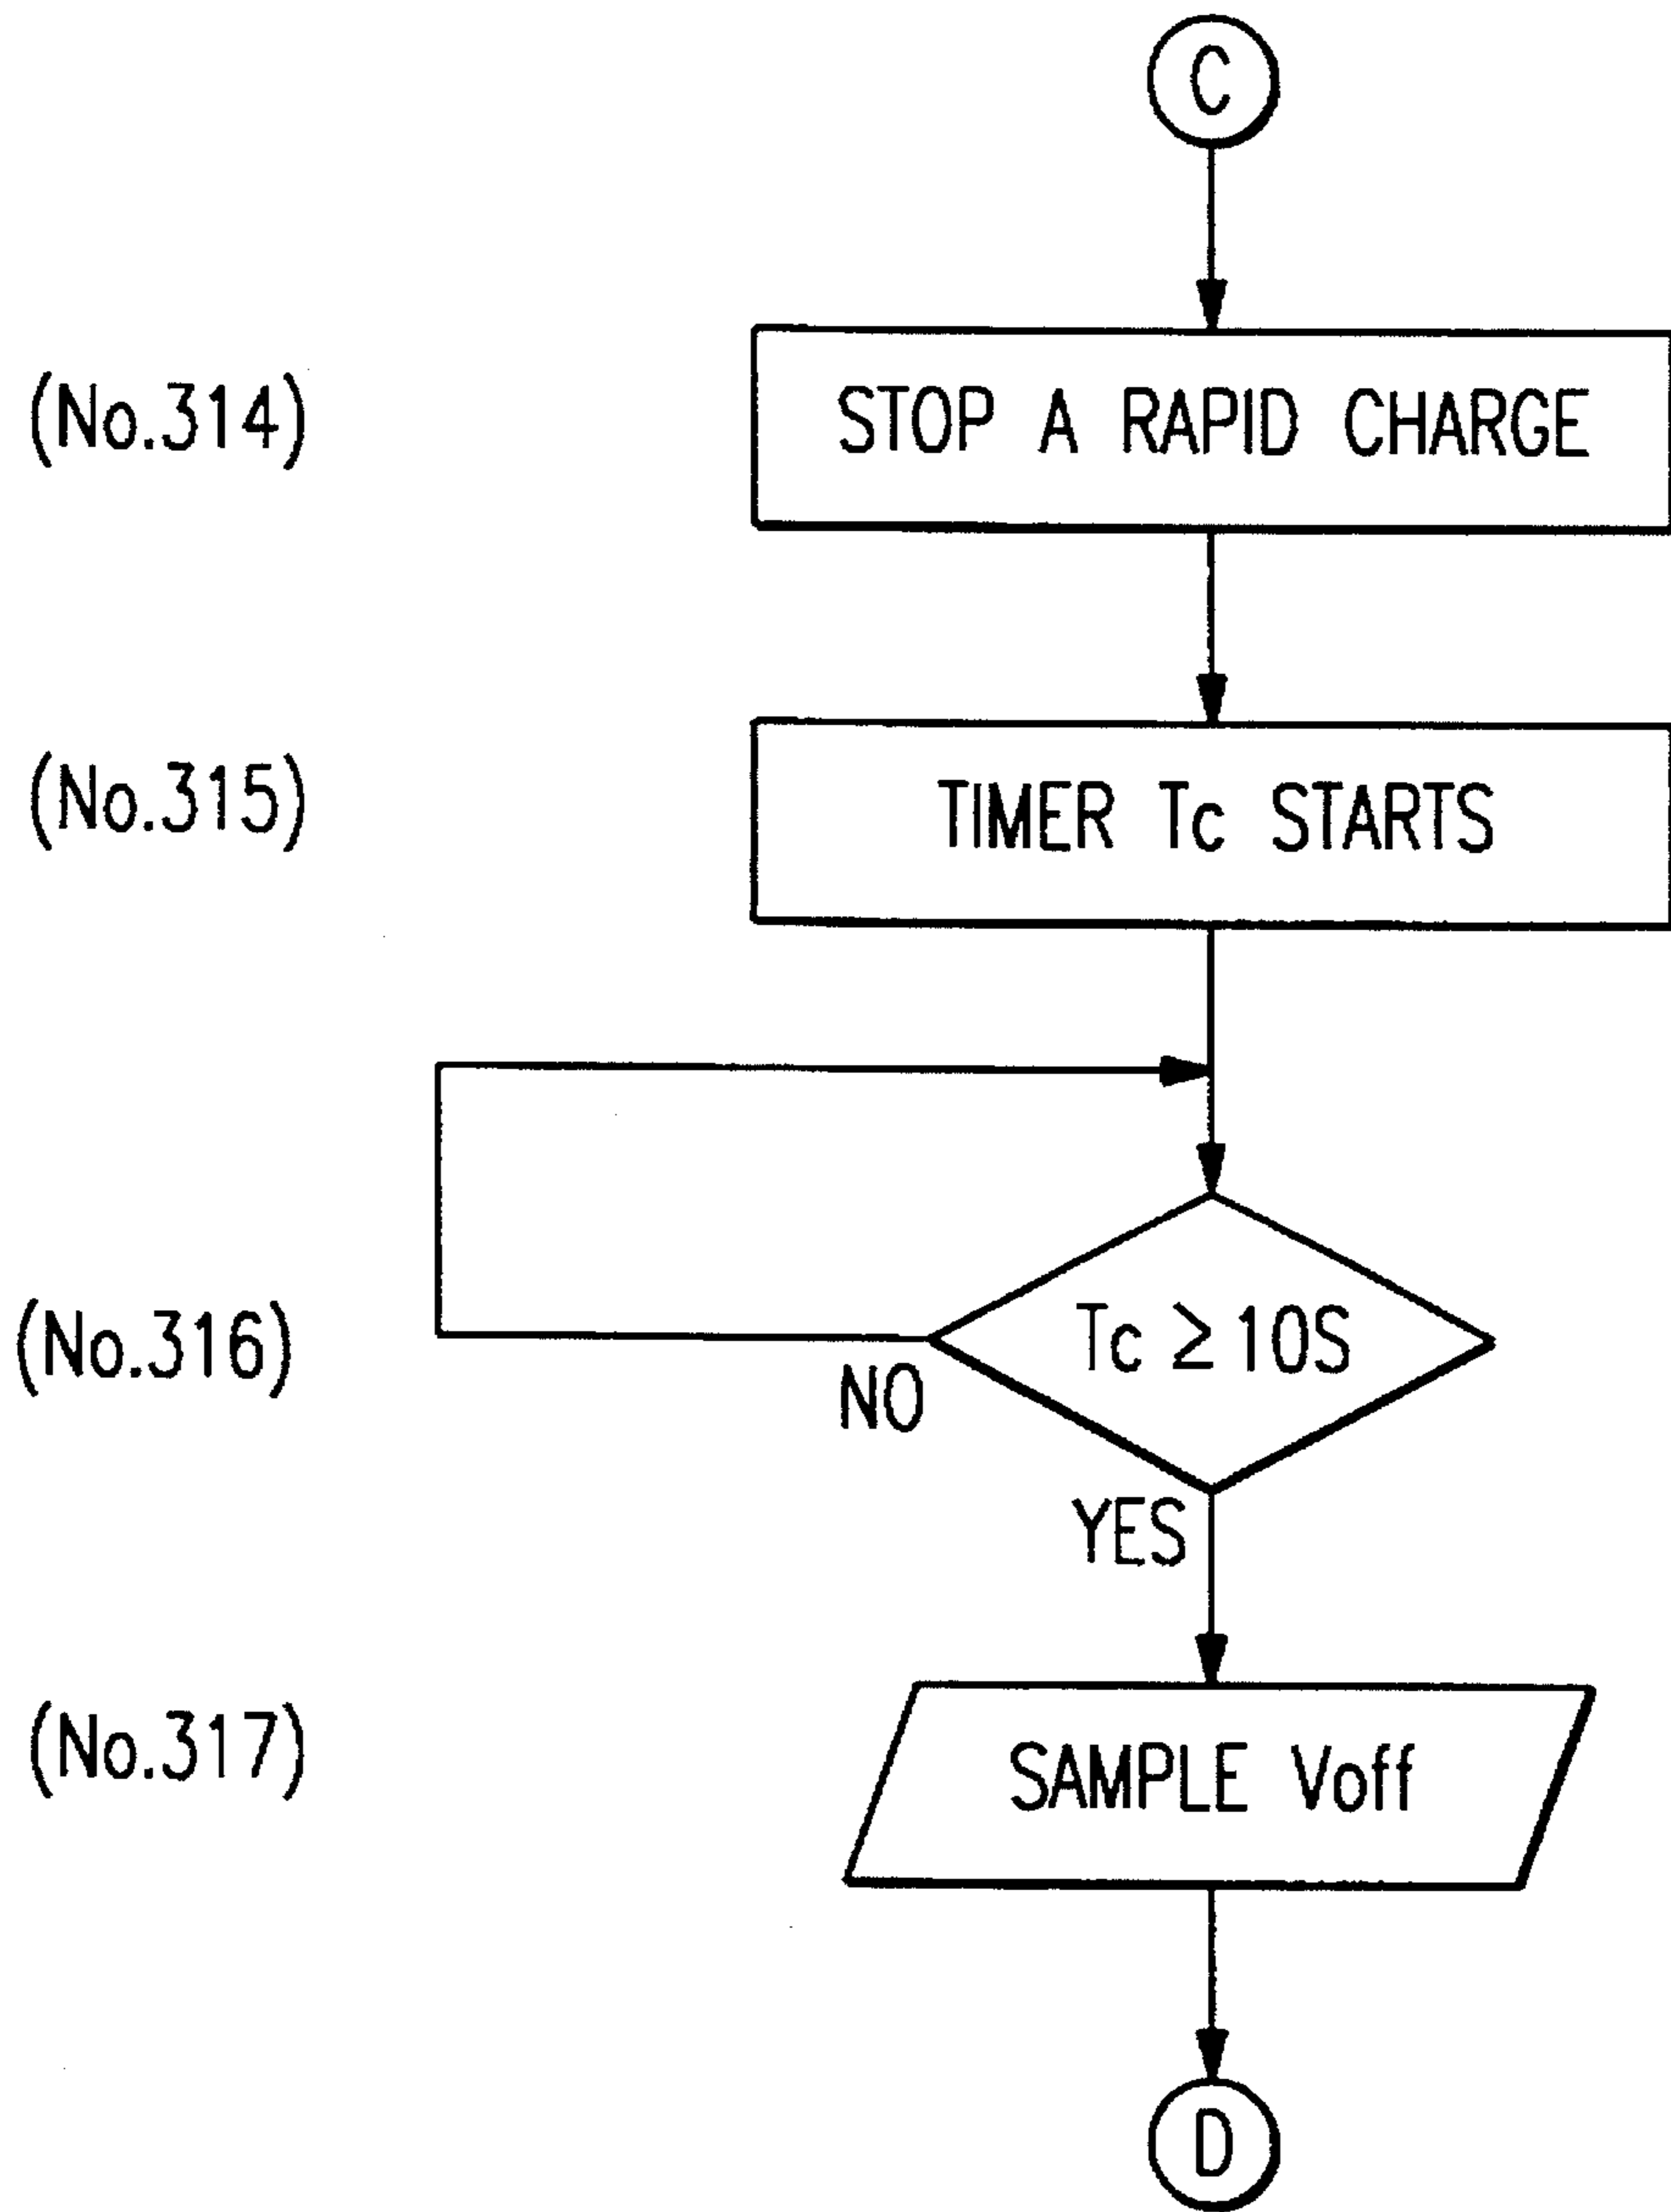 C
(No.314)
STOP A RAPID CHARGE
(No.315)
TIMER Tc STARTS
(No.316)
Tc ≥ 10S
NO
YES
(No.317)
SAMPLE Voff
D